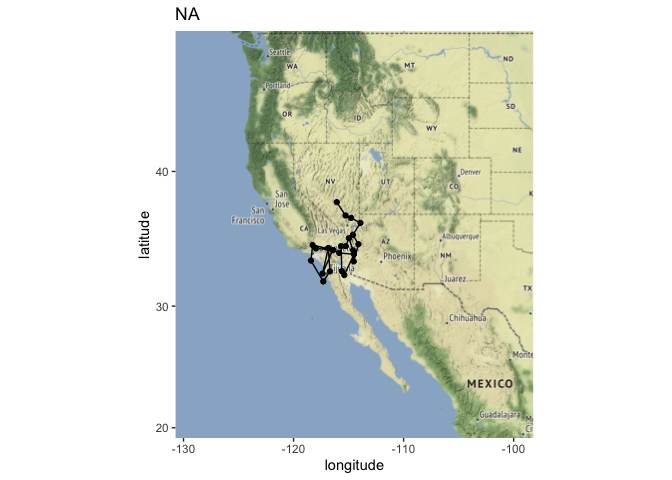 NA
Seattle
WA
MT
ND
Portland
OR
ID
SD
WY
NE
NV
UT
Denver
CO
San
Jose
San
Francisco
CA
Las Vegas
AZ
Albuquerque
Phoenix
NM
Juarez
TX
Chihuahua
MEXICO
Guadalajara
40
30
20
latitude
-130
-120
-110
-100
longitude